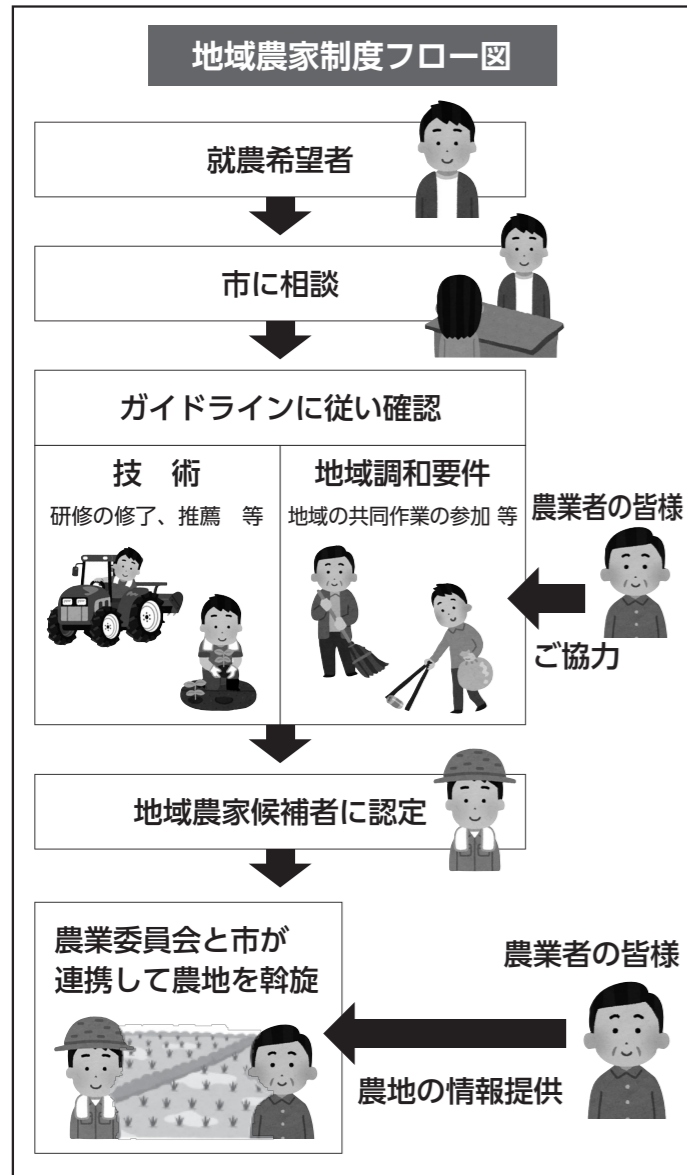 地域農家制度フロー図
就農希望者
市に相談
ガイドラインに従い確認
技　術
研修の修了、推薦　等
地域調和要件
地域の共同作業の参加 等
農業者の皆様
ご協力
地域農家候補者に認定
農業委員会と市が
連携して農地を斡旋
農業者の皆様
農地の情報提供